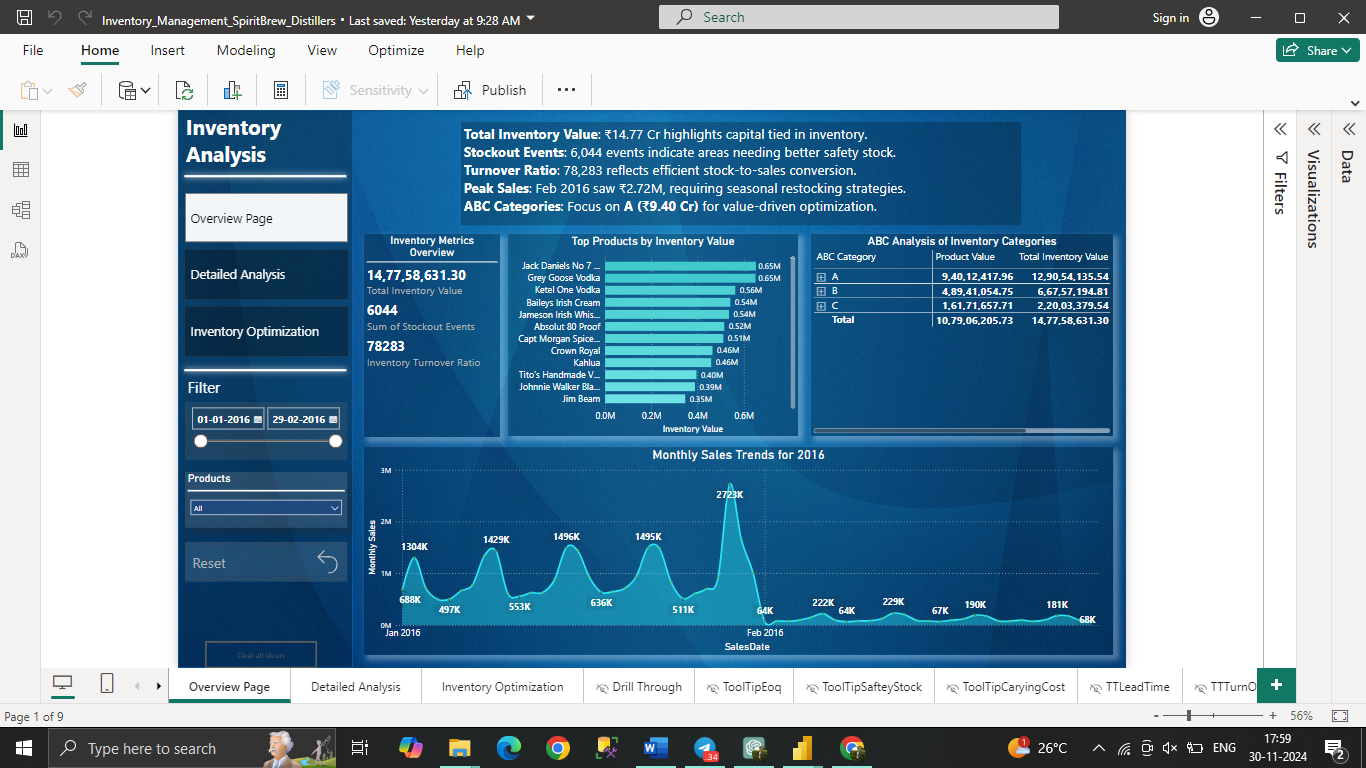 Inventory_Management_SpiritBrew_Distillers • Last saved: Yesterday at 9:28 AM
Search
Sign in
File Home Insert Modeling View Optimize Help
Share
Sensitivity
Publish
Inventory
Analysis
Overview Page
Detailed Analysis
Inventory Optimization
Filter
01-01-2016 29-02-2016
Products
All
Reset
Clear all slicers
Total Inventory Value: ₹14.77 Cr highlights capital tied in inventory.
Stockout Events: 6,044 events indicate areas needing better safety stock.
Turnover Ratio: 78,283 reflects efficient stock-to-sales conversion.
Peak Sales: Feb 2016 saw ₹2.72M, requiring seasonal restocking strategies.
ABC Categories: Focus on A (₹9.40 Cr) for value-driven optimization.
Inventory Metrics
Overview
14,77,58,631.30
Total Inventory Value
6044
Sum of Stockout Events
78283
Inventory Turnover Ratio
Top Products by Inventory Value
Jack Daniels No 7 ... 0.65M
Grey Goose Vodka 0.65M
Ketel One Vodka 0.56M
Baileys Irish Cream 0.54M
Jameson Irish Whis... 0.54M
Absolut 80 Proof 0.52M
Capt Morgan Spice... 0.51M
Crown Royal 0.46M
Kahlua 0.46M
Tito's Handmade V... 0.40M
Johnnie Walker Bla... 0.39M
Jim Beam 0.35M
0.0M 0.2M 0.4M 0.6M
Inventory Value
ABC Analysis of Inventory Categories
ABC Category Product Value Total Inventory Value
A 9,40,12,417.96 12,90,54,135.54
B 4,89,41,054.75 6,67,57,194.81
C 1,61,71,657.71 2,20,03,379.54
Total 10,79,06,205.73 14,77,58,631.30
Monthly Sales Trends for 2016
Monthly Sales
3M
2M
1M
0M
688K
1304K
497K
1429K
553K
1496K
636K
1495K
511K
2723K
64K
222K
64K
229K
67K
190K
181K
68K
Jan 2016 Feb 2016
SalesDate
Filters
Visualizations
Data
Overview Page Detailed Analysis Inventory Optimization Drill Through ToolTipEoq ToolTipSafteyStock ToolTipCaryingCost TTLeadTime TTTurnO
Page 1 of 9
- + 56%
Type here to search
.34
1
26°C
ENG
17:59
30-11-2024
2